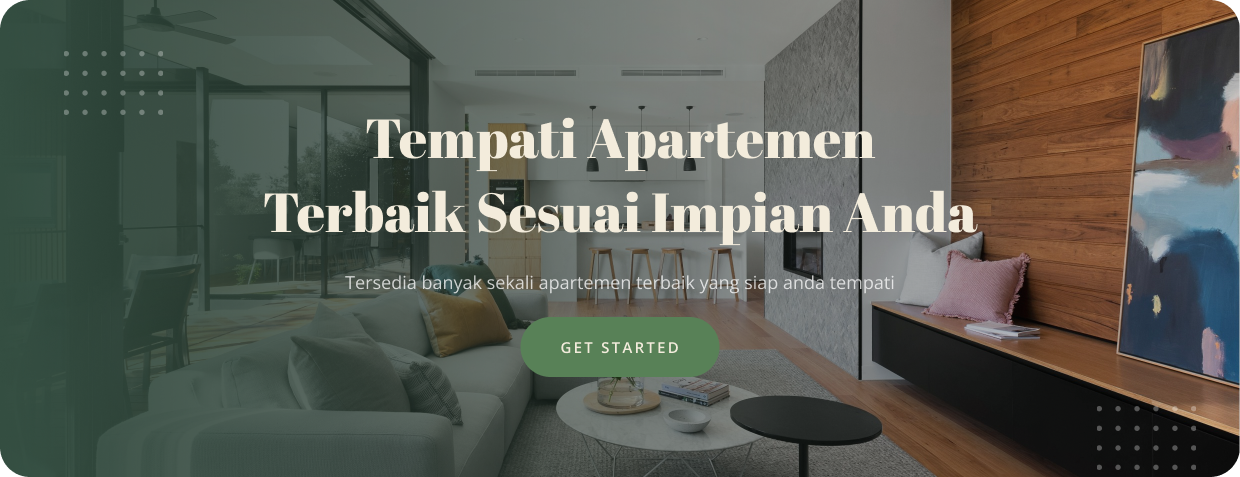 Tempati Apartemen
Terbaik Sesuai Impian Anda
Tersedia banyak sekali apartemen terbaik yang siap anda tempati
GET STARTED